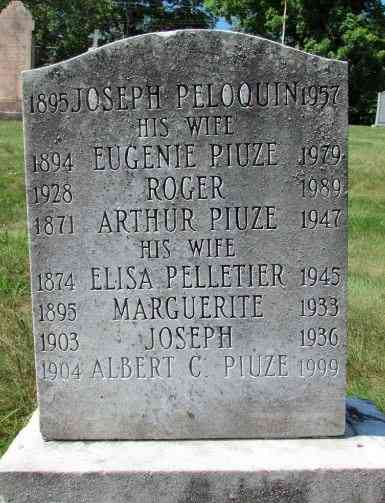 1895 JOSEPH PELOQUIN 1957
HIS WIFE
1894 EUGENIE PIUZE 1979
1928 ROGER 1989
1871 ARTHUR PIUZE 1947
HIS WIFE
1874 ELISA PELLETIER 1945
1895 MARGUERITE 1933
1903 JOSEPH 1936
1904 ALBERT C. PIUZE 1999